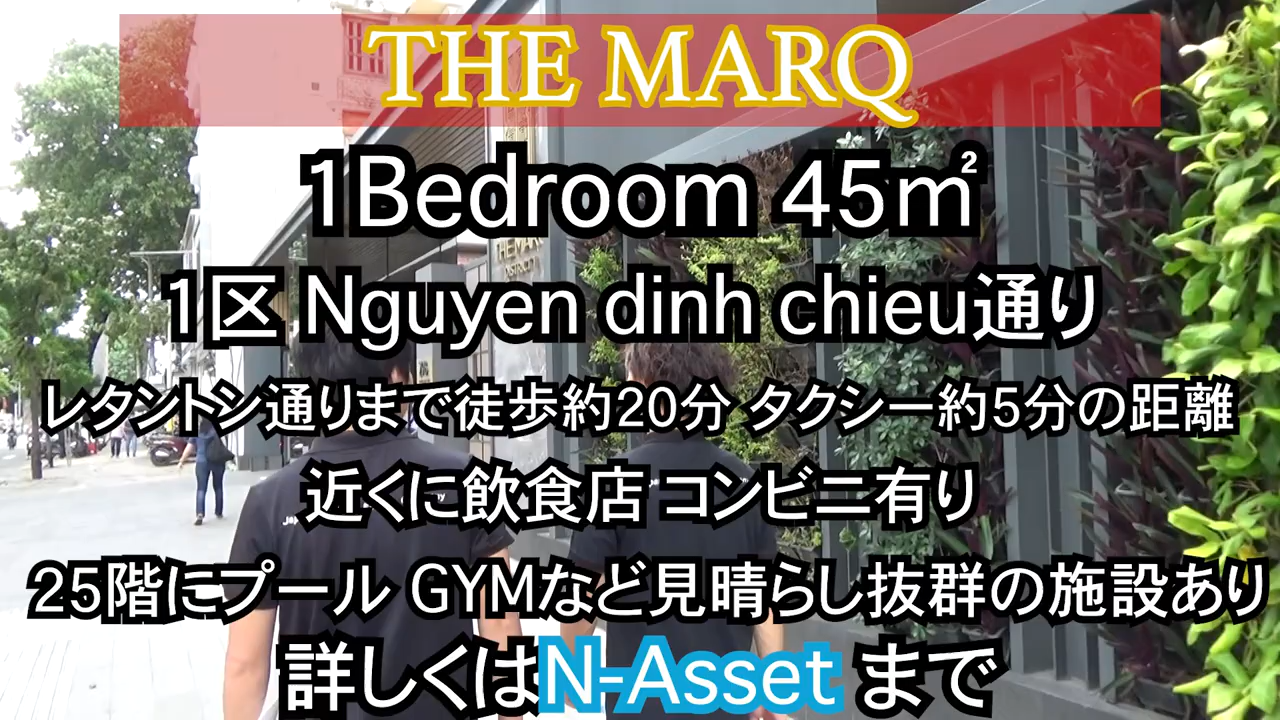 THE MARQ
1Bedroom 45㎡
1区 Nguyen dinh chieu通り
レタントン通りまで徒歩約20分 タクシー約5分の距離
近くに飲食店 コンビニ有り
25階にプール GYMなど見晴らし抜群の施設あり
詳しくはN-Asset まで
THE MARQ
DISTRICT 1